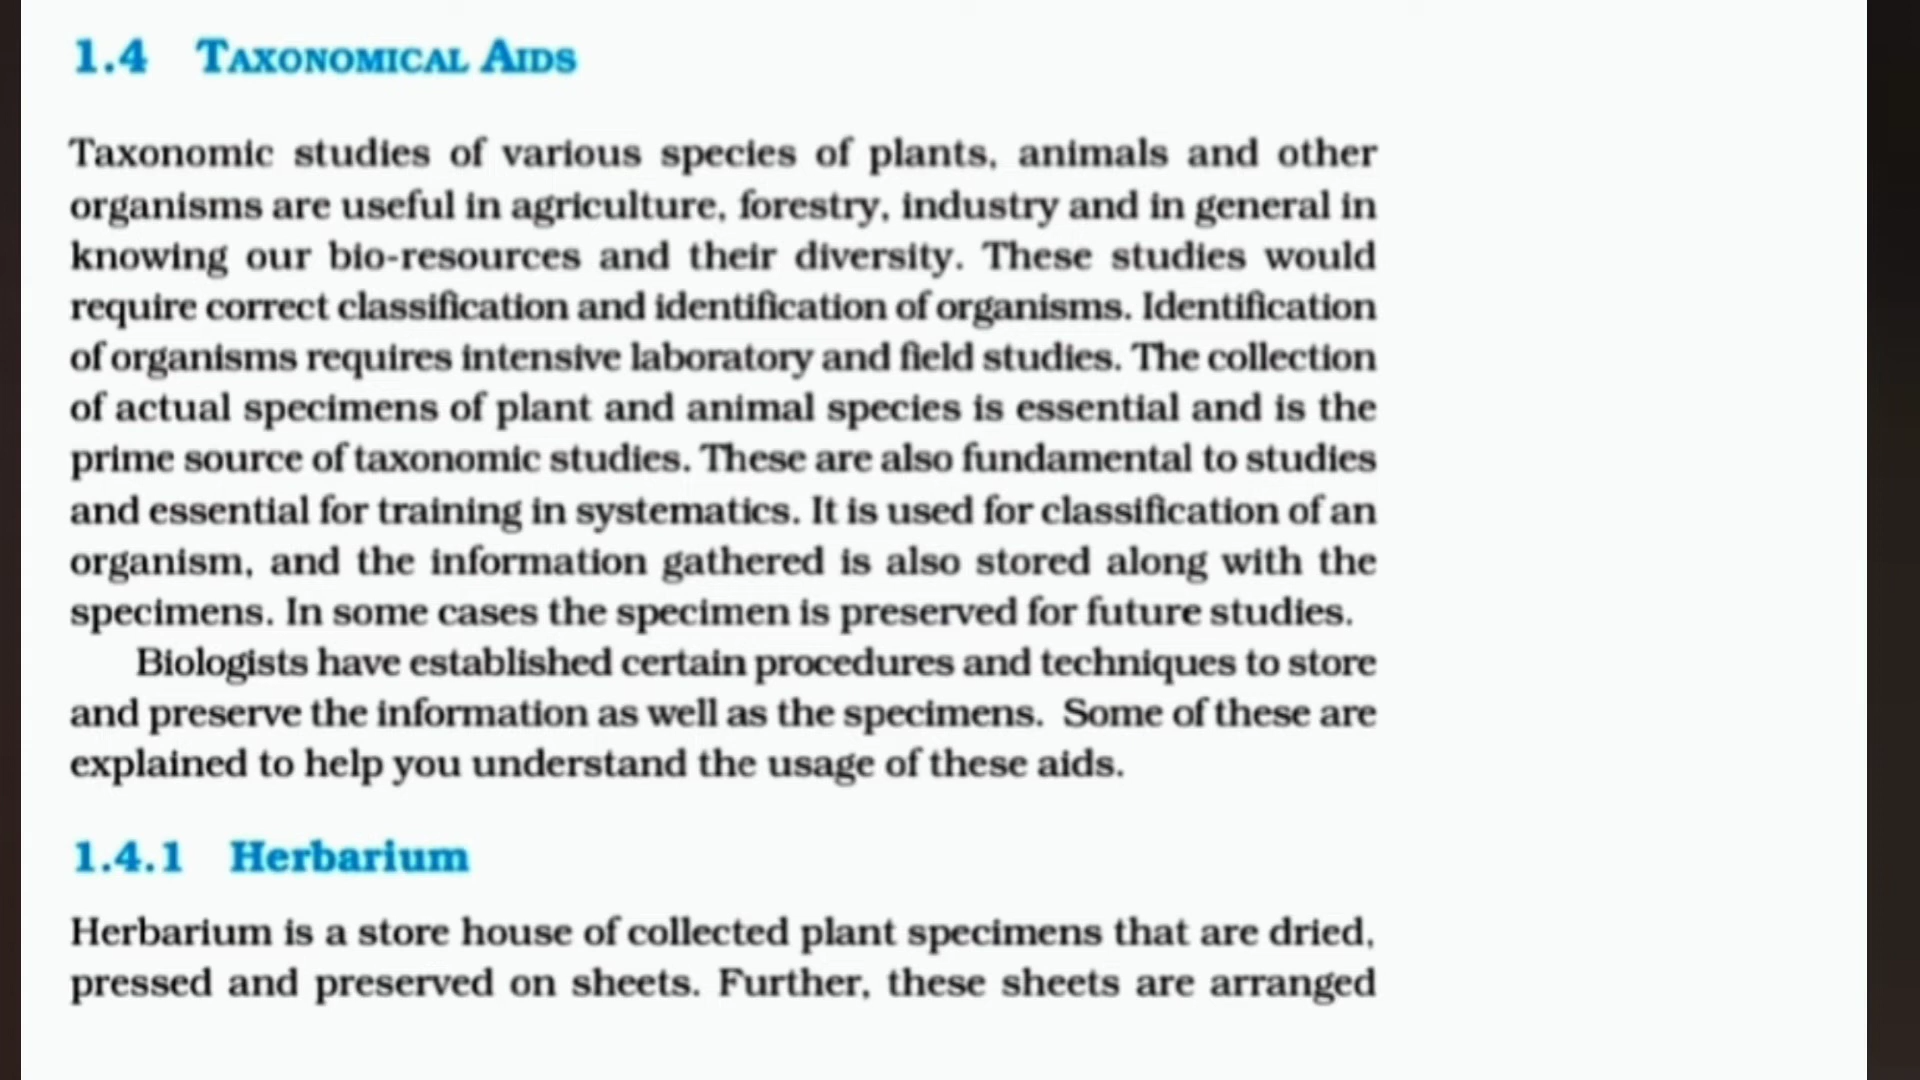 1.4 TAXONOMICAL AIDS
Taxonomic studies of various species of plants, animals and other
organisms are useful in agriculture, forestry, industry and in general in
knowing our bio-resources and their diversity. These studies would
require correct classification and identification of organisms. Identification
of organisms requires intensive laboratory and field studies. The collection
of actual specimens of plant and animal species is essential and is the
prime source of taxonomic studies. These are also fundamental to studies
and essential for training in systematics. It is used for classification of an
organism, and the information gathered is also stored along with the
specimens. In some cases the specimen is preserved for future studies.
Biologists have established certain procedures and techniques to store
and preserve the information as well as the specimens. Some of these are
explained to help you understand the usage of these aids.
1.4.1 Herbarium
Herbarium is a store house of collected plant specimens that are dried,
pressed and preserved on sheets. Further, these sheets are arranged